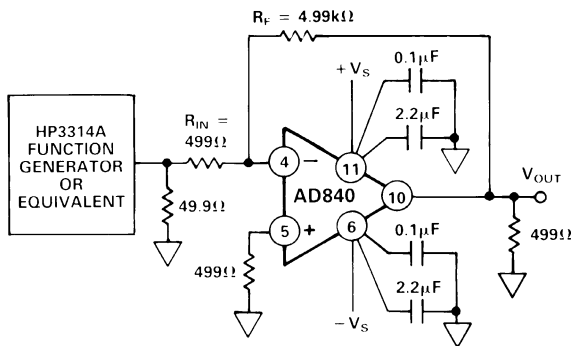 R_F = 4.99kΩ
0.1μF
+V_S
2.2μF
R_IN =
499Ω
HP3314A
FUNCTION
GENERATOR
OR
EQUIVALENT
4
−
11
AD840
10
V_OUT
49.9Ω
5
+
6
0.1μF
499Ω
499Ω
2.2μF
−V_S